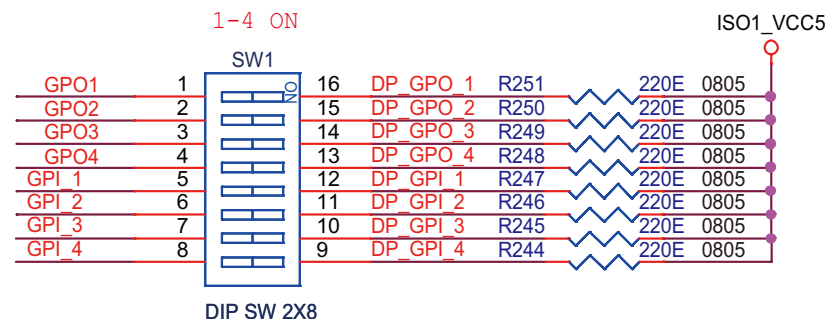 1-4 ON
ISO1_VCC5
SW1
GPO1 1 16 DP_GPO_1 R251 220E 0805
ON
GPO2 2 15 DP_GPO_2 R250 220E 0805
GPO3 3 14 DP_GPO_3 R249 220E 0805
GPO4 4 13 DP_GPO_4 R248 220E 0805
GPI_1 5 12 DP_GPI_1 R247 220E 0805
GPI_2 6 11 DP_GPI_2 R246 220E 0805
GPI_3 7 10 DP_GPI_3 R245 220E 0805
GPI_4 8 9 DP_GPI_4 R244 220E 0805
DIP SW 2X8